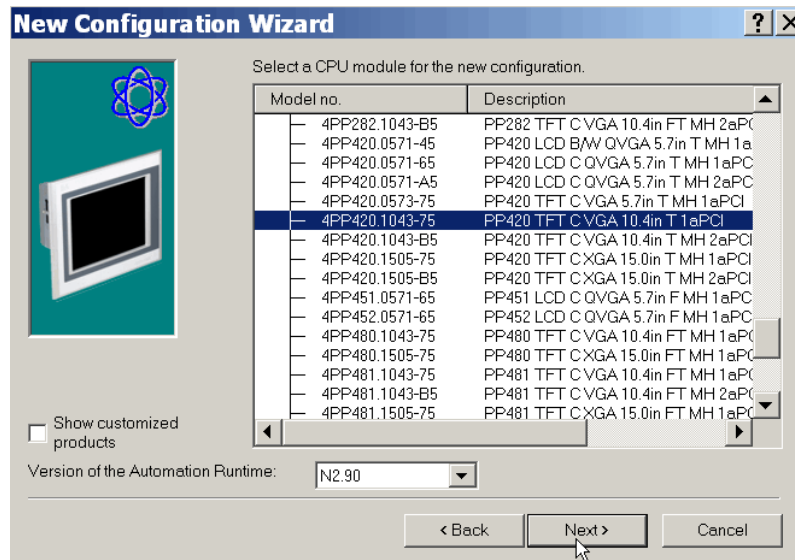 New Configuration Wizard
Select a CPU module for the new configuration.
Model no. Description
4PP282.1043-B5 PP282 TFT C VGA 10.4in FT MH 2aPC
4PP420.0571-45 PP420 LCD B/W QVGA 5.7in T MH 1a
4PP420.0571-65 PP420 LCD C QVGA 5.7in T MH 1aPC
4PP420.0571-A5 PP420 LCD C QVGA 5.7in T MH 2aPC
4PP420.0573-75 PP420 TFT C VGA 5.7in T MH 1aPCI
4PP420.1043-75 PP420 TFT C VGA 10.4in T 1aPCI
4PP420.1043-B5 PP420 TFT C VGA 10.4in T MH 2aPCI
4PP420.1505-75 PP420 TFT C XGA 15.0in T MH 1aPCI
4PP420.1505-B5 PP420 TFT C XGA 15.0in T MH 2aPCI
4PP451.0571-65 PP451 LCD C QVGA 5.7in F MH 1aPC
4PP452.0571-65 PP452 LCD C QVGA 5.7in F MH 1aPC
4PP480.1043-75 PP480 TFT C VGA 10.4in FT MH 1aPC
4PP480.1505-75 PP480 TFT C XGA 15.0in FT MH 1aPC
4PP481.1043-75 PP481 TFT C VGA 10.4in FT MH 1aPC
4PP481.1043-B5 PP481 TFT C VGA 10.4in FT MH 2aPC
4PP481.1505-75 PP481 TFT C XGA 15.0in FT MH 1aPC
Show customized
products
Version of the Automation Runtime: N2.90
< Back Next > Cancel